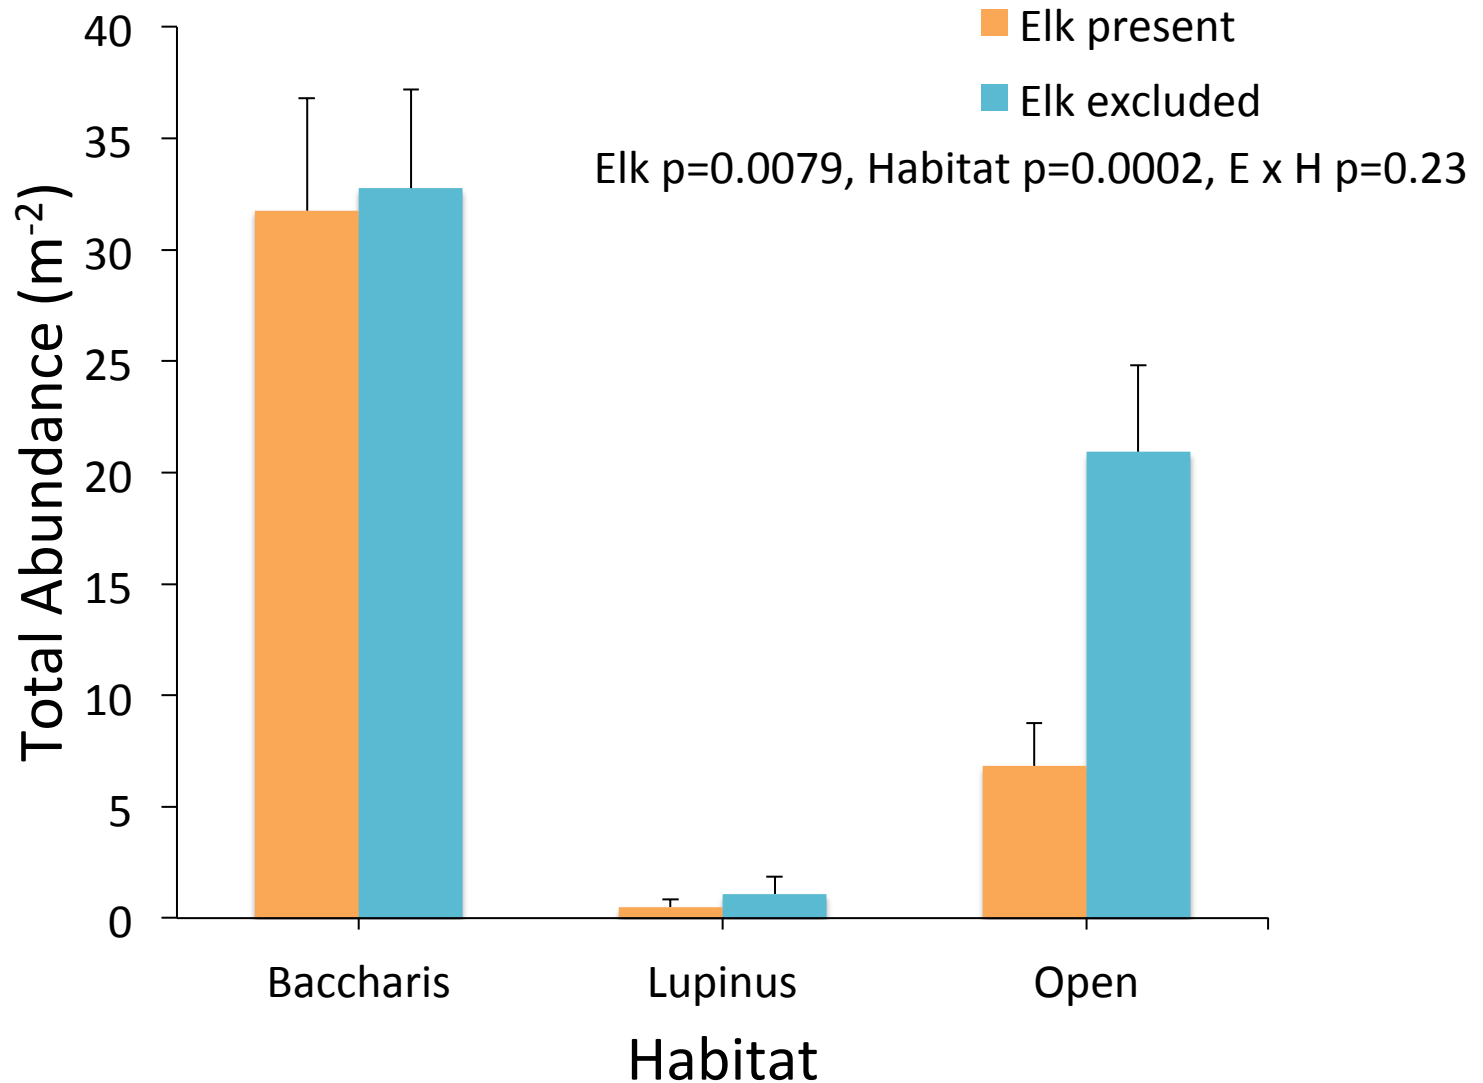 Elk present
Elk excluded
Elk p=0.0079, Habitat p=0.0002, E x H p=0.23
Total Abundance (m⁻²)
40
35
30
25
20
15
10
5
0
Baccharis Lupinus Open
Habitat